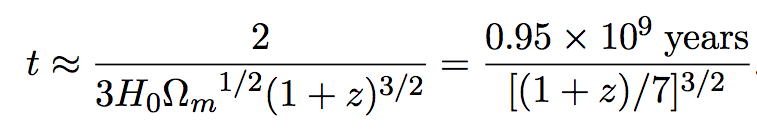 t ≈ 2 / 3H₀Ωₘ^{1/2}(1 + z)^{3/2} = 0.95 × 10⁹ years / [(1 + z)/7]^{3/2}